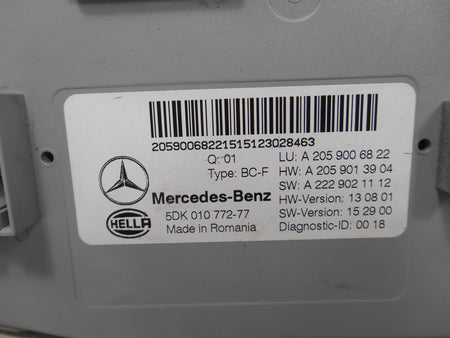 20590068221515123028463
Q: 01 LU: A 205 900 68 22
Type: BC-F HW: A 205 901 39 04
SW: A 222 902 11 12
Mercedes-Benz HW-Version: 13 08 01
HELLA 5DK 010 772-77 SW-Version: 15 29 00
Made in Romania Diagnostic-ID: 00 18